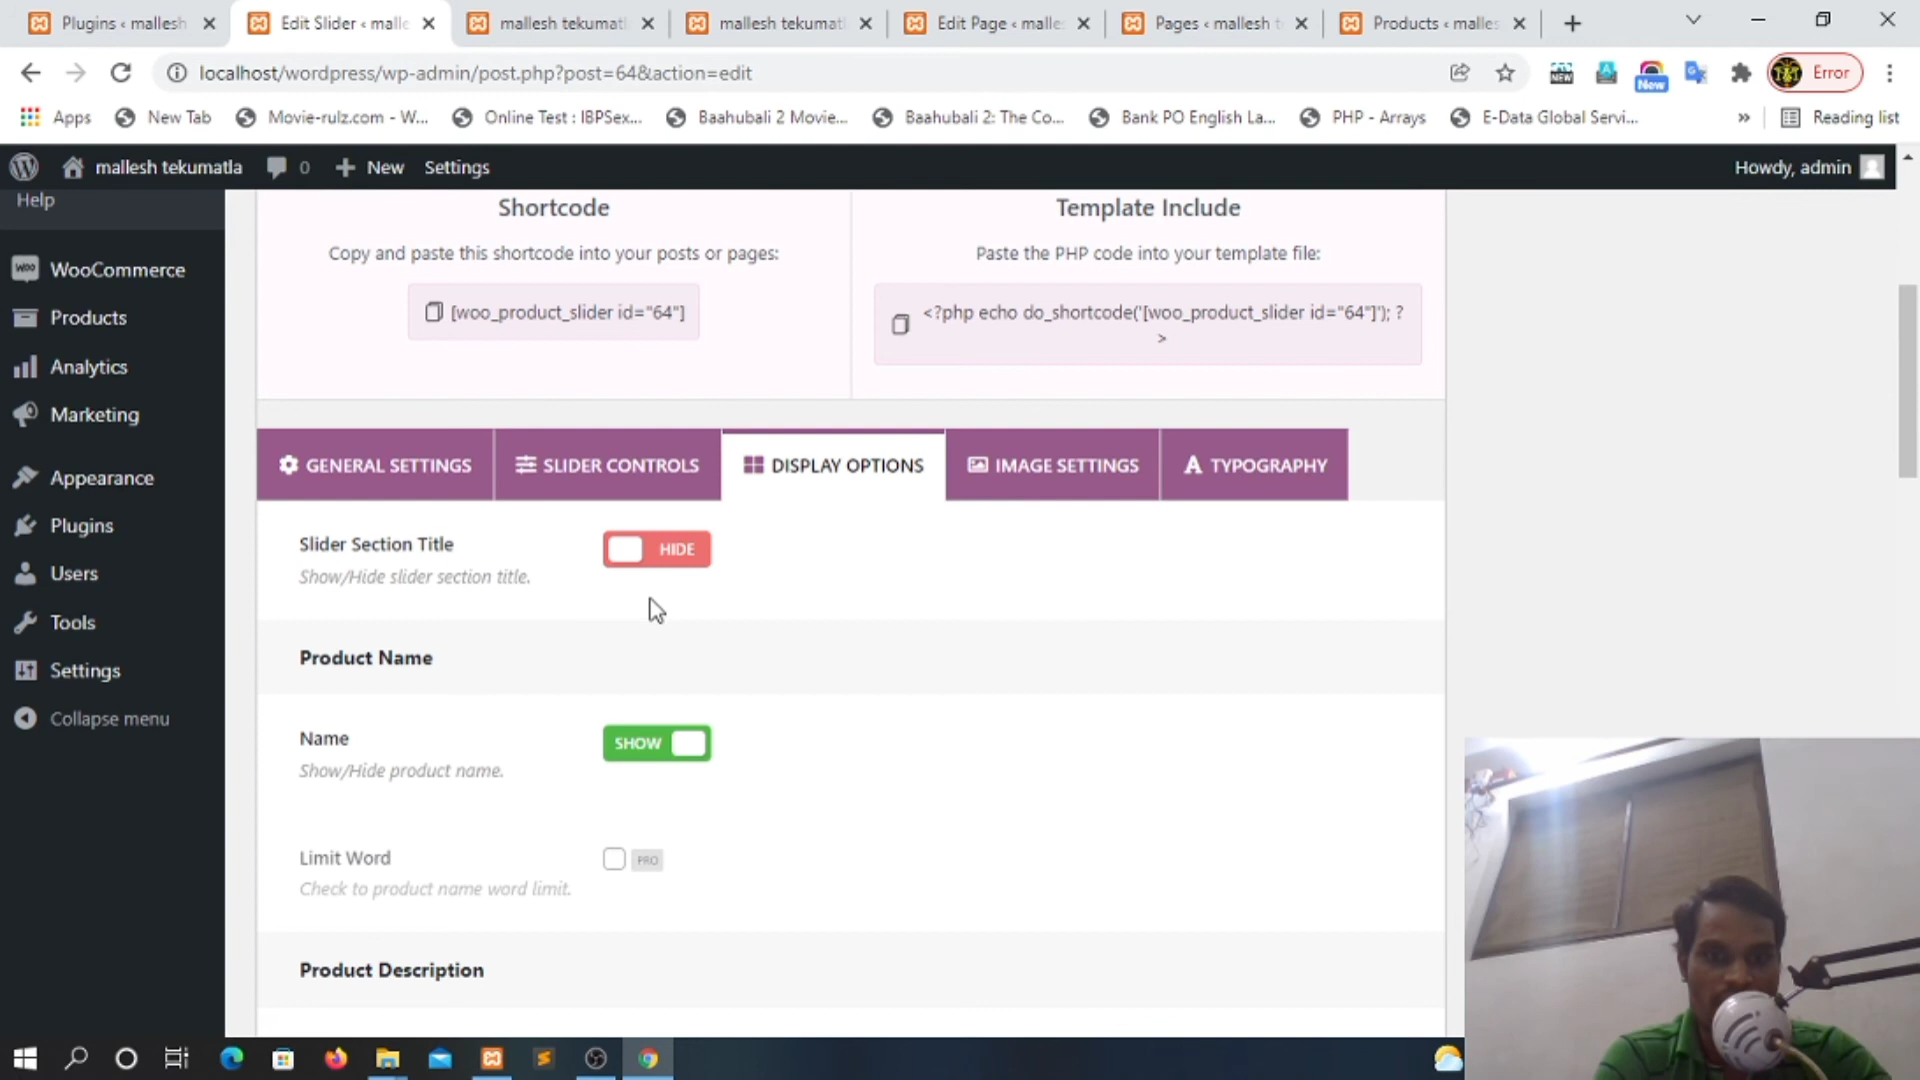 Plugins ‹ mallesh
Edit Slider ‹ malle
mallesh tekumatl
mallesh tekumatl
Edit Page ‹ malle
Pages ‹ mallesh t
Products ‹ malles
localhost/wordpress/wp-admin/post.php?post=64&action=edit
NEW
New
Error
Apps
New Tab
Movie-rulz.com - W...
Online Test : IBPSex...
Baahubali 2 Movie...
Baahubali 2: The Co...
Bank PO English La...
PHP - Arrays
E-Data Global Servi...
»
Reading list
mallesh tekumatla
0
New
Settings
Howdy, admin
Help
WooCommerce
Products
Analytics
Marketing
Appearance
Plugins
Users
Tools
Settings
Collapse menu
Shortcode
Copy and paste this shortcode into your posts or pages:
[woo_product_slider id="64"]
Template Include
Paste the PHP code into your template file:
<?php echo do_shortcode('[woo_product_slider id="64"]'); ?
>
GENERAL SETTINGS
SLIDER CONTROLS
DISPLAY OPTIONS
IMAGE SETTINGS
TYPOGRAPHY
Slider Section Title
Show/Hide slider section title.
HIDE
Product Name
Name
Show/Hide product name.
SHOW
Limit Word
Check to product name word limit.
PRO
Product Description